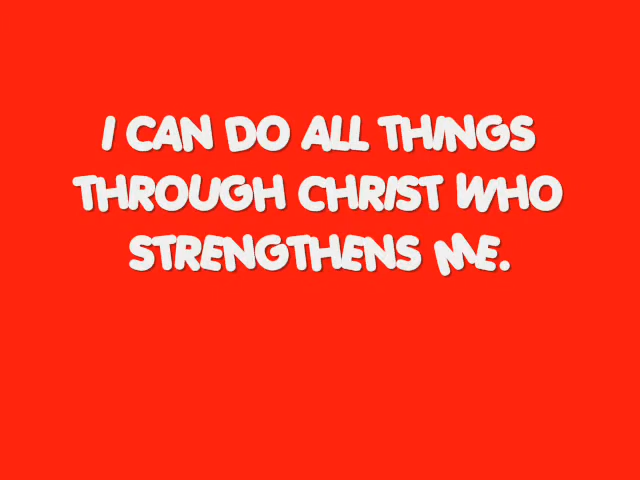 I CAN DO ALL THINGS
THROUGH CHRIST WHO
STRENGTHENS ME.